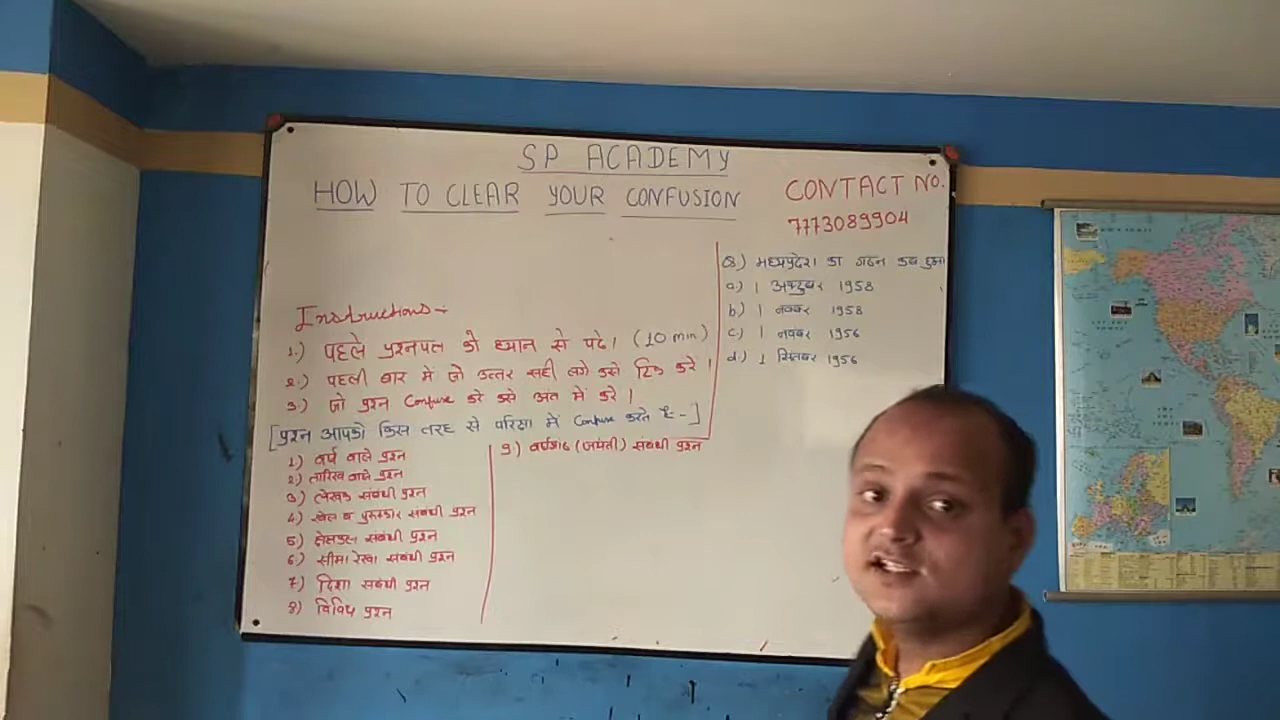 SP ACADEMY
HOW TO CLEAR YOUR CONFUSION
CONTACT NO.
7773089904
Instructions:-
1.) पहले प्रश्नपत्र को ध्यान से पढे। (10 min)
2.) पहली बार में जो उत्तर सही लगे उसे टिक करे।
3.) जो प्रश्न Confuse करे उसे अंत में करे।
[प्रश्न आपको किस तरह से परिक्षा में Confuse करते है -]
1) वर्ष वाले प्रश्न
2) तारिख वाले प्रश्न
3) लेखक संबंधी प्रश्न
4) खेल व पुरुस्कार संबंधी प्रश्न
5) क्षेत्रफल संबंधी प्रश्न
6) सीमा रेखा संबंधी प्रश्न
7) दिशा संबंधी प्रश्न
8) विविध प्रश्न
9) वर्षगाठ (जयंती) संबंधी प्रश्न
Q.) मध्यप्रदेश का गठन कब हुआ
a.) 1 अक्टूबर 1958
b.) 1 नवंबर 1958
c.) 1 नवंबर 1956
d.) 1 सितंबर 1956